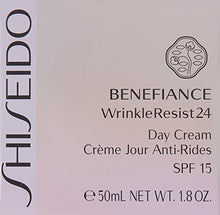 SHISEIDO
BENEFIANCE
WrinkleResist24
Day Cream
Crème Jour Anti-Rides
SPF 15
℮50mL NET WT. 1.8 OZ.